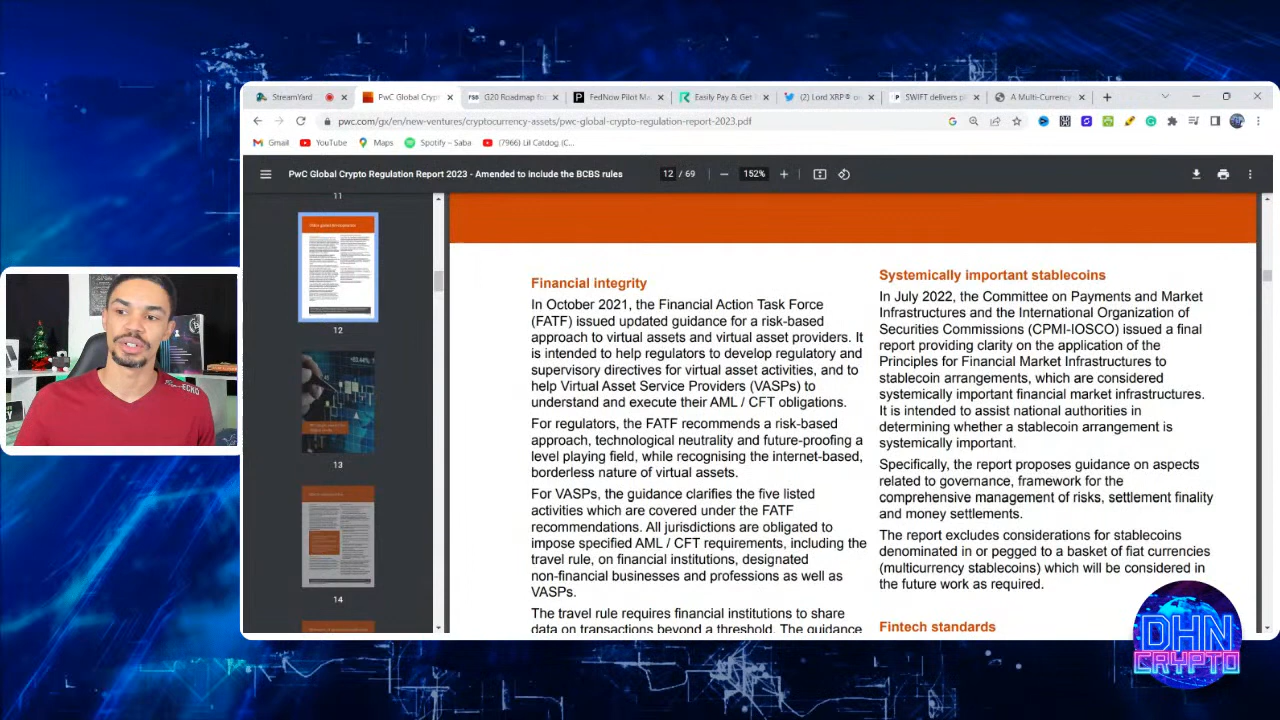 StreamYard
PwC Global Cryp
G20 Roadmap for
FedNow Pilot Ma
Easily Pay & Get
(2) Lord XRP® on
SWIFT delivers p
A Multi-Currency
pwc.com/gx/en/new-ventures/cryptocurrency-assets/pwc-global-crypto-regulation-report-2023.pdf
Gmail
YouTube
Maps
Spotify – Saba
(7966) Lil Catdog (C...
PwC Global Crypto Regulation Report 2023 - Amended to include the BCBS rules
12 / 69
152%
11
12
13
14
Financial integrity
In October 2021, the Financial Action Task Force
(FATF) issued updated guidance for a risk-based
approach to virtual assets and virtual asset providers. It
is intended to help regulators to develop regulatory and
supervisory directives for virtual asset activities, and to
help Virtual Asset Service Providers (VASPs) to
understand and execute their AML / CFT obligations.
For regulators, the FATF recommends a risk-based
approach, technological neutrality and future-proofing a
level playing field, while recognising the internet-based,
borderless nature of virtual assets.
For VASPs, the guidance clarifies the five listed
activities which are covered under the FATF
recommendations. All jurisdictions are obligated to
impose specified AML / CFT requirements, including the
travel rule, on financial institutions, designated
non-financial businesses and professions as well as
VASPs.
The travel rule requires financial institutions to share
data on transactions beyond a threshold. The guidance
Systemically important stablecoins
In July 2022, the Committee on Payments and Market
Infrastructures and the International Organization of
Securities Commissions (CPMI-IOSCO) issued a final
report providing clarity on the application of the
Principles for Financial Market Infrastructures to
stablecoin arrangements, which are considered
systemically important financial market infrastructures.
It is intended to assist national authorities in
determining whether a stablecoin arrangement is
systemically important.
Specifically, the report proposes guidance on aspects
related to governance, framework for the
comprehensive management of risks, settlement finality
and money settlements.
The report excludes considerations for stablecoins
denominated in or pegged to a basket of fiat currencies
(multicurrency stablecoins) which will be considered in
the future work as required.
Fintech standards
ECKO
DHN
CRYPTO